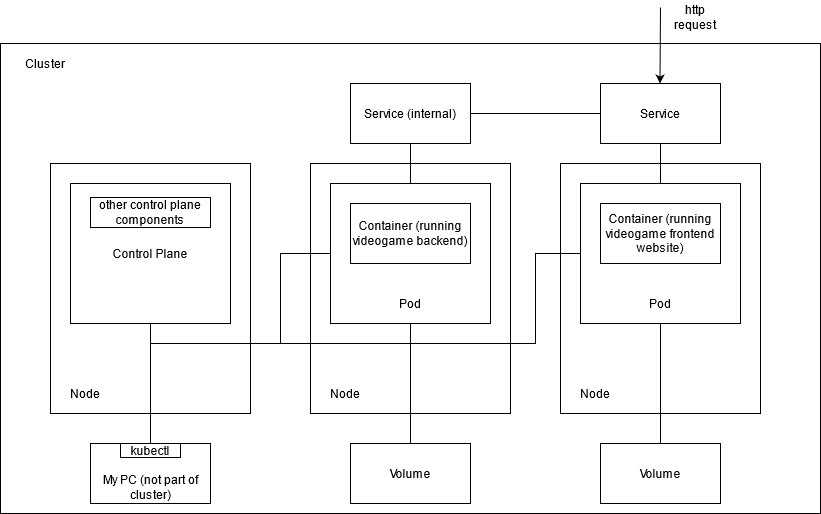 http
request
Cluster
Service (internal)
Service
other control plane
components
Control Plane
Container (running
videogame backend)
Container (running
videogame frontend
website)
Pod
Pod
Node
Node
Node
kubectl
My PC (not part of
cluster)
Volume
Volume